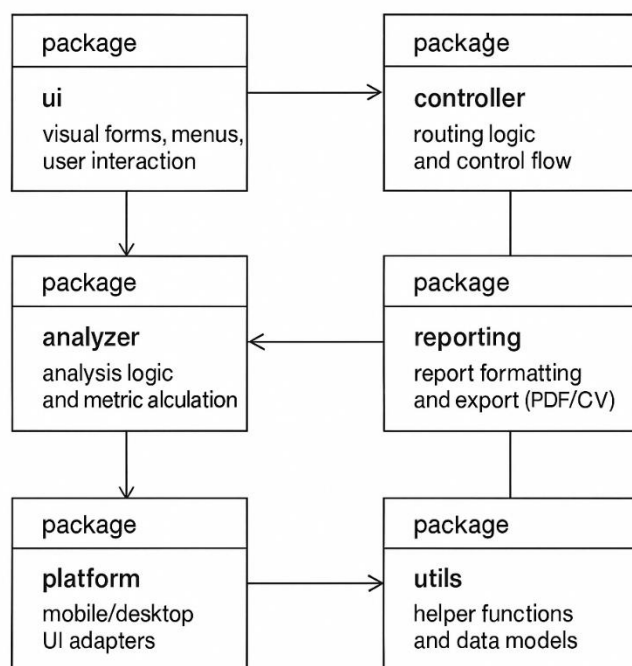 package
ui
visual forms, menus,
user interaction
package
controller
routing logic
and control flow
package
analyzer
analysis logic
and metric alculation
package
reporting
report formatting
and export (PDF/CV)
package
platform
mobile/desktop
UI adapters
package
utils
helper functions
and data models